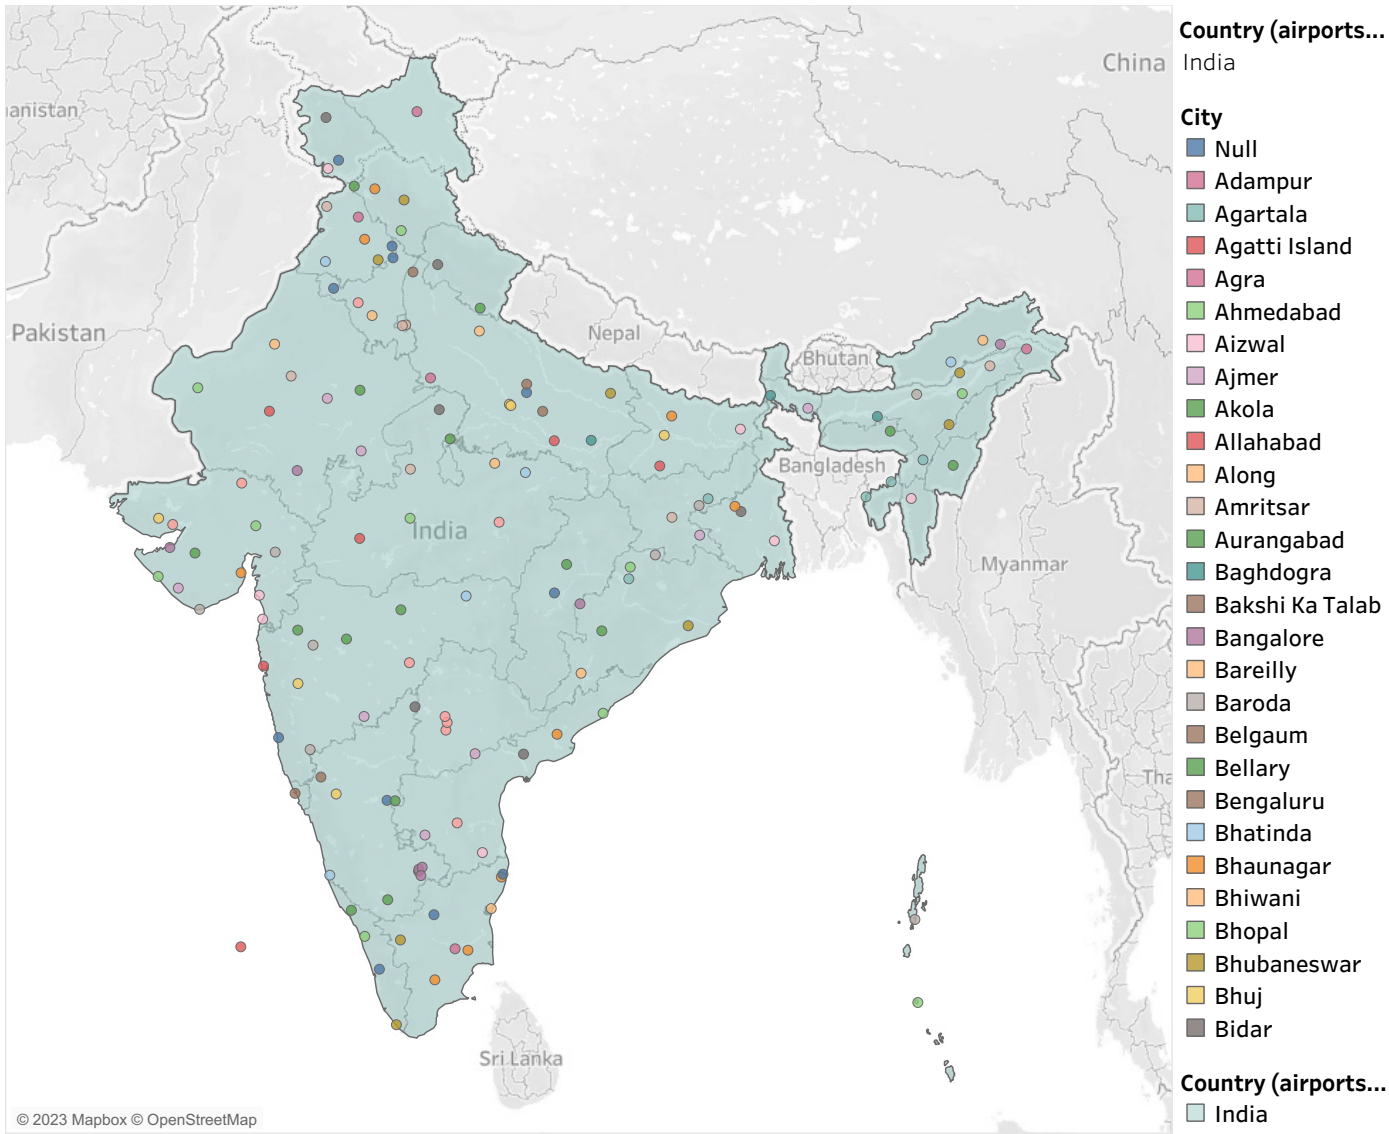 China
anistan
Pakistan
Nepal
Bhutan
Bangladesh
India
Myanmar
Tha
Sri Lanka
© 2023 Mapbox © OpenStreetMap
Country (airports...
India
City
Null
Adampur
Agartala
Agatti Island
Agra
Ahmedabad
Aizwal
Ajmer
Akola
Allahabad
Along
Amritsar
Aurangabad
Baghdogra
Bakshi Ka Talab
Bangalore
Bareilly
Baroda
Belgaum
Bellary
Bengaluru
Bhatinda
Bhaunagar
Bhiwani
Bhopal
Bhubaneswar
Bhuj
Bidar
Country (airports...
India